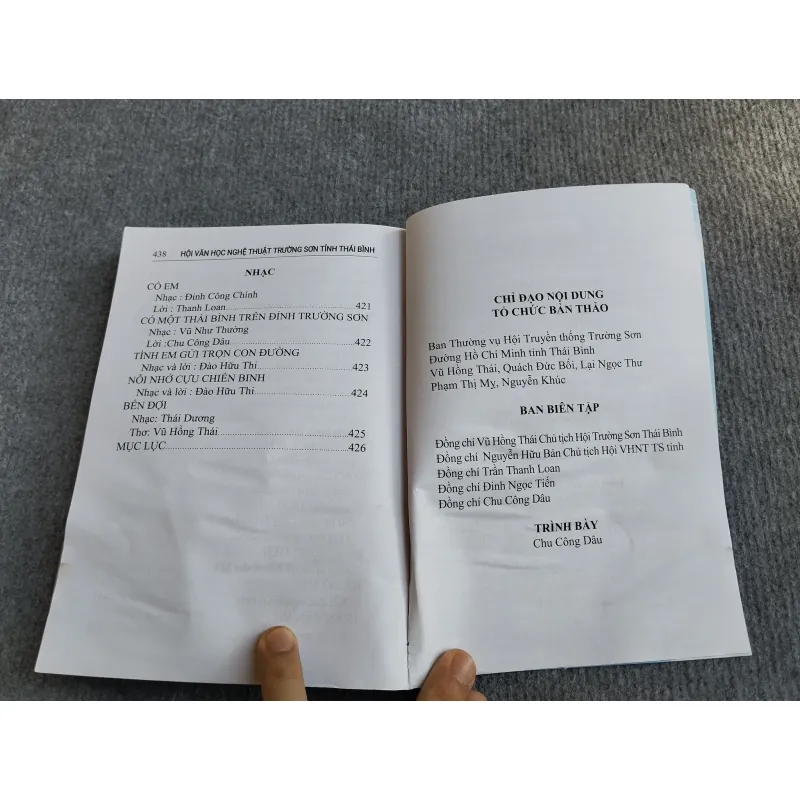 438 HỘI VĂN HỌC NGHỆ THUẬT TRƯỜNG SƠN TỈNH THÁI BÌNH
NHẠC
CÓ EM
Nhạc : Đinh Công Chính
Lời : Thanh Loan 421
CÓ MỘT THÁI BÌNH TRÊN ĐỈNH TRƯỜNG SƠN
Nhạc : Vũ Như Thưởng
Lời :Chu Công Dâu 422
TÌNH EM GỬI TRỌN CON ĐƯỜNG
Nhạc và lời : Đào Hữu Thi 423
NỖI NHỚ CỰU CHIẾN BINH
Nhạc và lời : Đào Hữu Thi 424
BẾN ĐỢI
Nhạc: Thái Dương
Thơ: Vũ Hồng Thái 425
MỤC LỤC 426
CHỈ ĐẠO NỘI DUNG
TỔ CHỨC BẢN THẢO
Ban Thường vụ Hội Truyền thống Trường Sơn
Đường Hồ Chí Minh tỉnh Thái Bình
Vũ Hồng Thái, Quách Đức Bối, Lại Ngọc Thư
Phạm Thị Mỵ, Nguyễn Khúc
BAN BIÊN TẬP
Đồng chí Vũ Hồng Thái Chủ tịch Hội Trường Sơn Thái Bình
Đồng chí Nguyễn Hữu Bản Chủ tịch Hội VHNT TS tỉnh
Đồng chí Trần Thanh Loan
Đồng chí Đinh Ngọc Tiến
Đồng chí Chu Công Dâu
TRÌNH BÀY
Chu Công Dâu